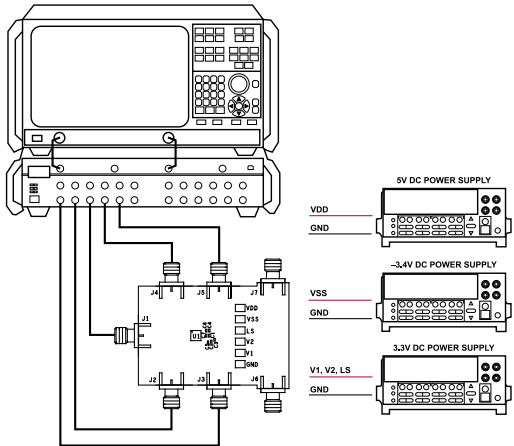 5V DC POWER SUPPLY
VDD
GND
–3.4V DC POWER SUPPLY
VSS
GND
3.3V DC POWER SUPPLY
V1, V2, LS
GND
J4
J5
J7
J1
U1
VDD
VSS
LS
V2
V1
GND
J2
J3
J6